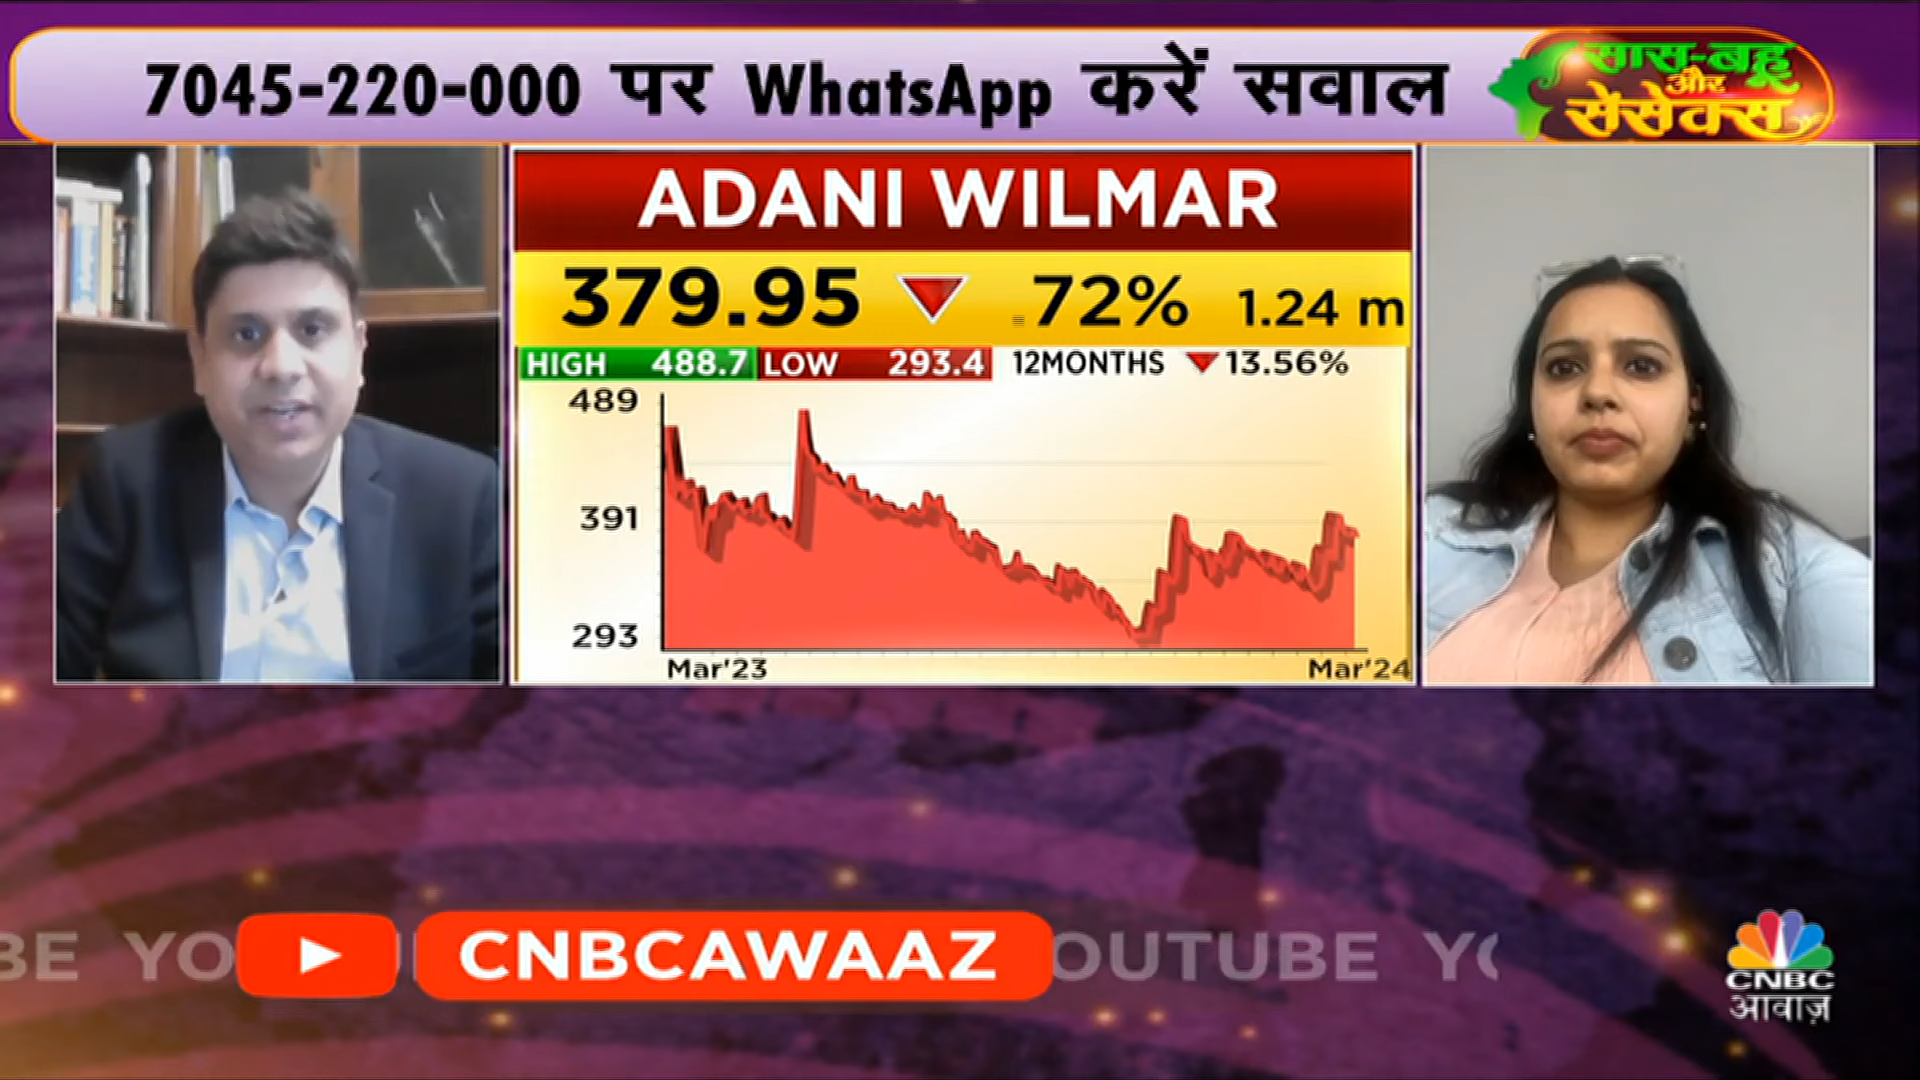 7045-220-000 पर WhatsApp करें सवाल
सास-बहू
और
सेंसेक्स
ADANI WILMAR
379.95 .72% 1.24 m
HIGH 488.7 LOW 293.4 12MONTHS 13.56%
489
391
293
Mar'23 Mar'24
BE YO CNBCAWAAZ OUTUBE
CNBC
आवाज़